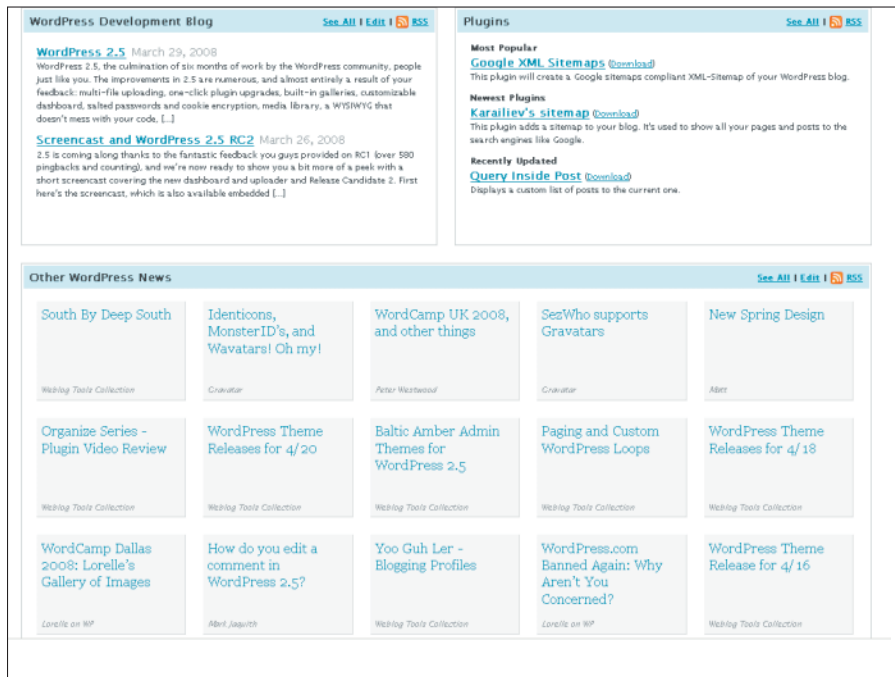 WordPress Development Blog
See All | Edit | RSS
WordPress 2.5 March 29, 2008
WordPress 2.5, the culmination of six months of work by the WordPress community, people
just like you. The improvements in 2.5 are numerous, and almost entirely a result of your
feedback: multi-file uploading, one-click plugin upgrades, built-in galleries, customizable
dashboard, salted passwords and cookie encryption, media library, a WYSIWYG that
doesn't mess with your code, [...]
Screencast and WordPress 2.5 RC2 March 26, 2008
2.5 is coming along thanks to the fantastic feedback you guys provided on RC1 (over 580
pingbacks and counting), and we're now ready to show you a bit more of a peek with a
short screencast covering the new dashboard and uploader and Release Candidate 2. First
here's the screencast, which is also available embedded [...]
Plugins
See All | RSS
Most Popular
Google XML Sitemaps (Download)
This plugin will create a Google sitemaps compliant XML-Sitemap of your WordPress blog.
Newest Plugins
Karailiev's sitemap (Download)
This plugin adds a sitemap to your blog. It's used to show all your pages and posts to the
search engines like Google.
Recently Updated
Query Inside Post (Download)
Displays a custom list of posts to the current one.
Other WordPress News
See All | Edit | RSS
South By Deep South
Weblog Tools Collection
Identicons,
MonsterID's, and
Wavatars! Oh my!
Gravatar
WordCamp UK 2008,
and other things
Peter Westwood
SezWho supports
Gravatars
Gravatar
New Spring Design
Matt
Organize Series -
Plugin Video Review
Weblog Tools Collection
WordPress Theme
Releases for 4/20
Weblog Tools Collection
Baltic Amber Admin
Themes for
WordPress 2.5
Weblog Tools Collection
Paging and Custom
WordPress Loops
Weblog Tools Collection
WordPress Theme
Releases for 4/18
Weblog Tools Collection
WordCamp Dallas
2008: Lorelle's
Gallery of Images
Lorelle on WP
How do you edit a
comment in
WordPress 2.5?
Mark Jaquith
Yoo Guh Ler -
Blogging Profiles
Weblog Tools Collection
WordPress.com
Banned Again: Why
Aren't You
Concerned?
Lorelle on WP
WordPress Theme
Release for 4/16
Weblog Tools Collection